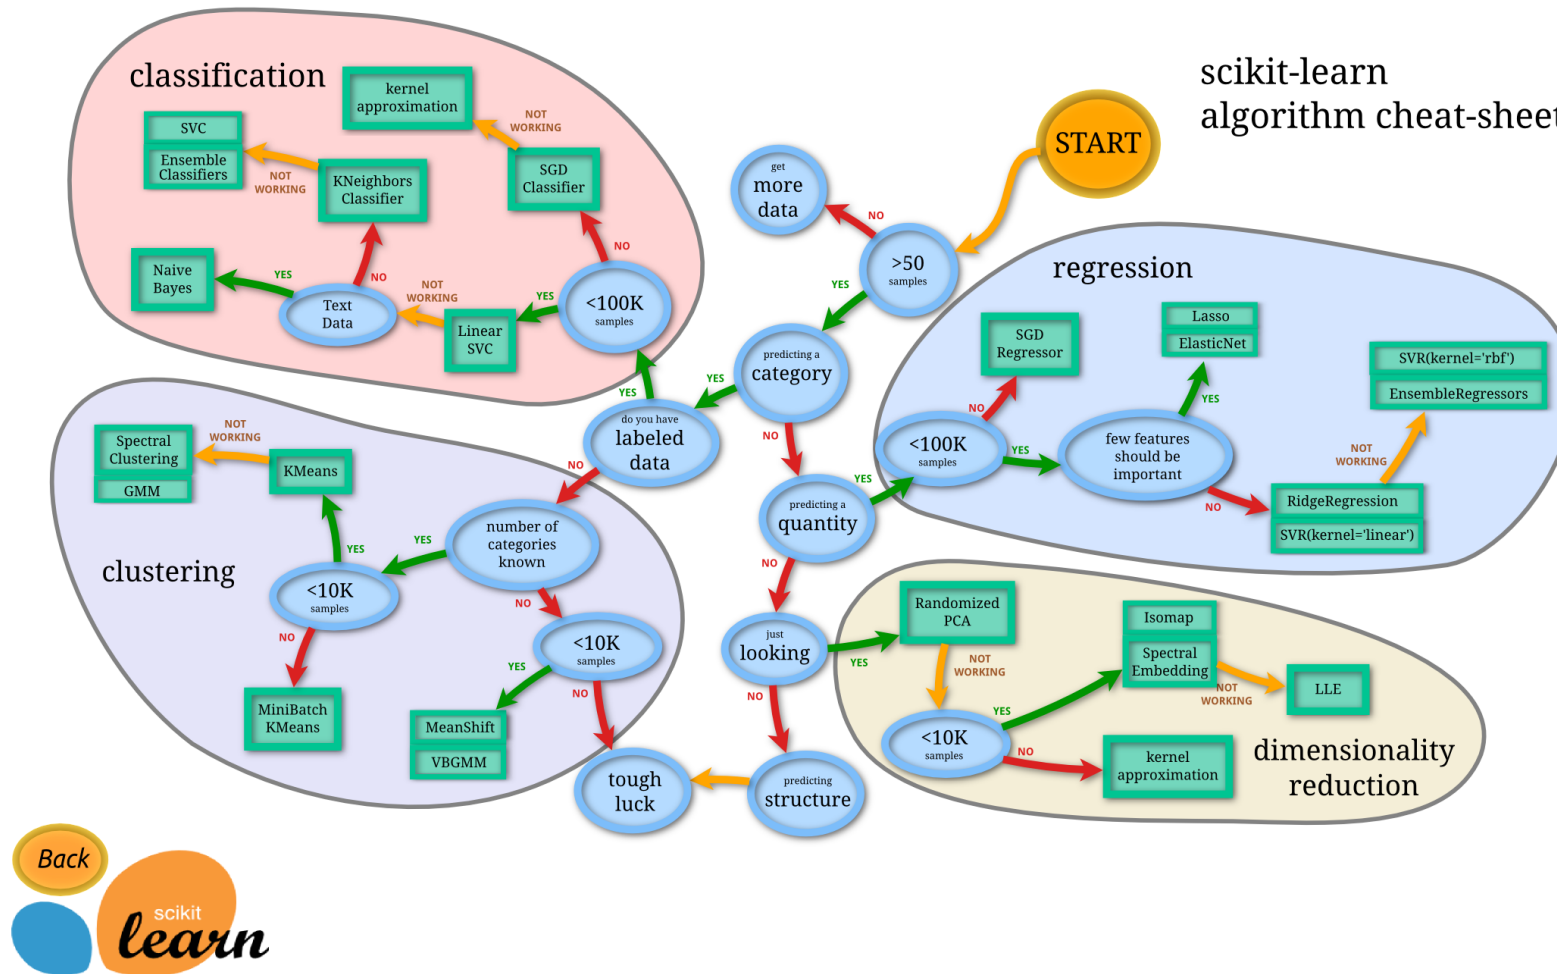 scikit-learn
algorithm cheat-sheet
START
get
more
data
NO
>50
samples
YES
predicting a
category
YES
NO
do you have
labeled
data
YES
NO
predicting a
quantity
YES
NO
just
looking
YES
NO
predicting
structure
tough
luck
classification
kernel
approximation
NOT
WORKING
SGD
Classifier
NO
<100K
samples
YES
Linear
SVC
NOT
WORKING
Text
Data
YES
Naive
Bayes
NO
KNeighbors
Classifier
NOT
WORKING
SVC
Ensemble
Classifiers
regression
<100K
samples
NO
SGD
Regressor
YES
few features
should be
important
YES
Lasso
ElasticNet
NO
RidgeRegression
SVR(kernel='linear')
NOT
WORKING
SVR(kernel='rbf')
EnsembleRegressors
clustering
number of
categories
known
YES
<10K
samples
YES
KMeans
NOT
WORKING
Spectral
Clustering
GMM
NO
MiniBatch
KMeans
NO
<10K
samples
YES
MeanShift
VBGMM
NO
dimensionality
reduction
Randomized
PCA
NOT
WORKING
<10K
samples
YES
Isomap
Spectral
Embedding
NOT
WORKING
LLE
NO
kernel
approximation
Back
scikit
learn